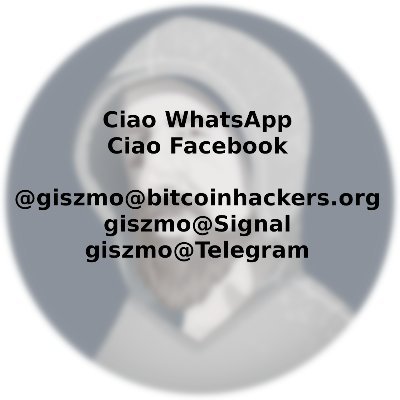 Ciao WhatsApp
Ciao Facebook
@giszmo@bitcoinhackers.org
giszmo@Signal
giszmo@Telegram